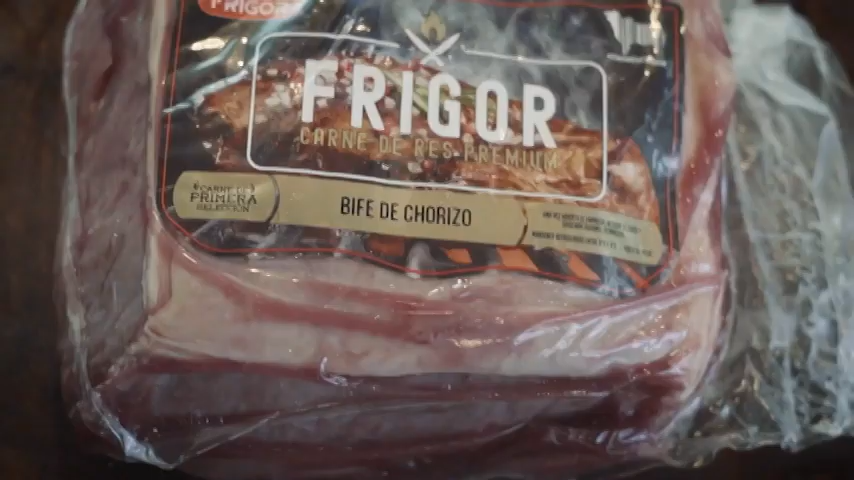 FRIGOR
FRIGOR
CARNE DE RES PREMIUM
CARNE DE
PRIMERA
SELECCIÓN
BIFE DE CHORIZO